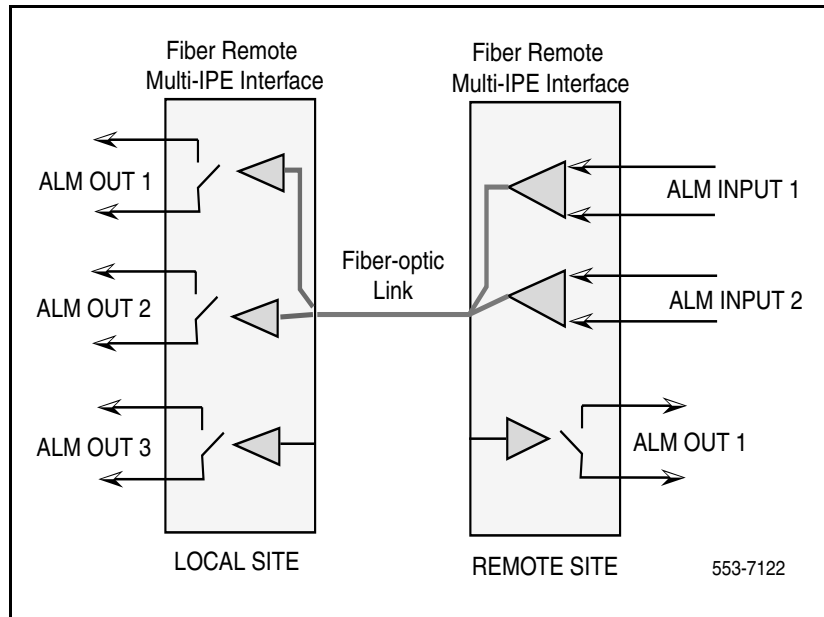 Fiber Remote
Multi-IPE Interface
Fiber Remote
Multi-IPE Interface
ALM OUT 1
ALM INPUT 1
Fiber-optic
Link
ALM OUT 2
ALM INPUT 2
ALM OUT 3
ALM OUT 1
LOCAL SITE
REMOTE SITE
553-7122